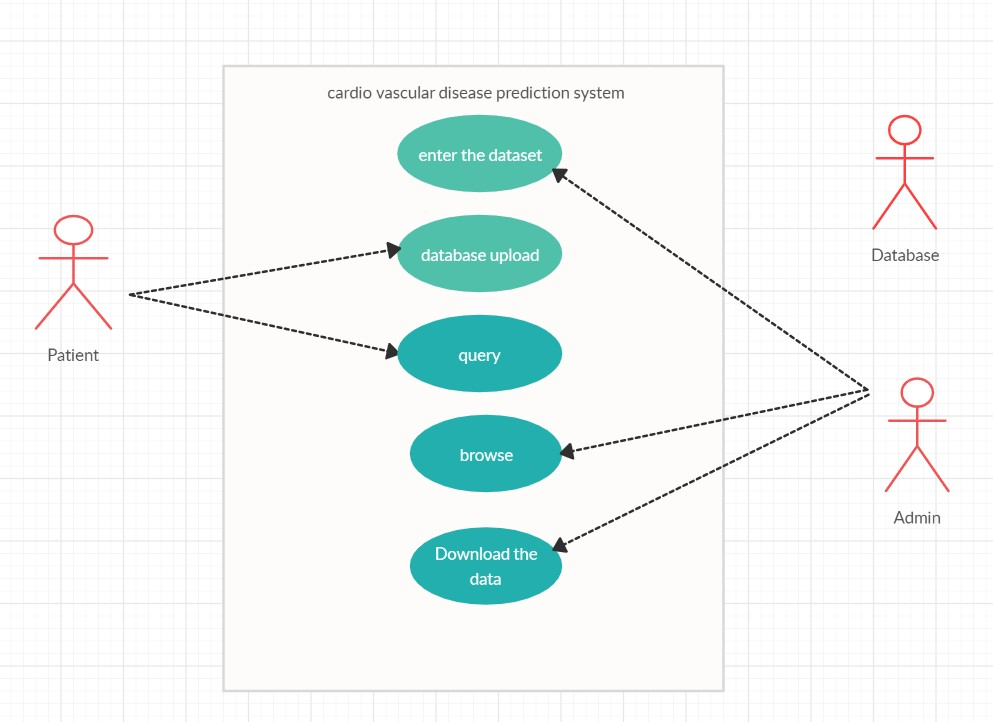 cardio vascular disease prediction system
enter the dataset
database upload
query
browse
Download the
data
Patient
Database
Admin